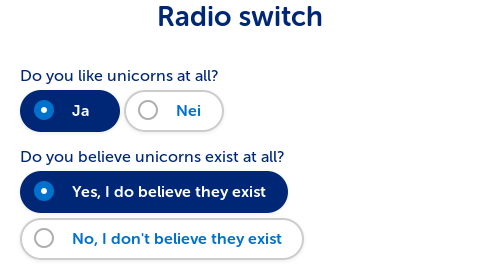 Radio switch
Do you like unicorns at all?
Ja
Nei
Do you believe unicorns exist at all?
Yes, I do believe they exist
No, I don't believe they exist